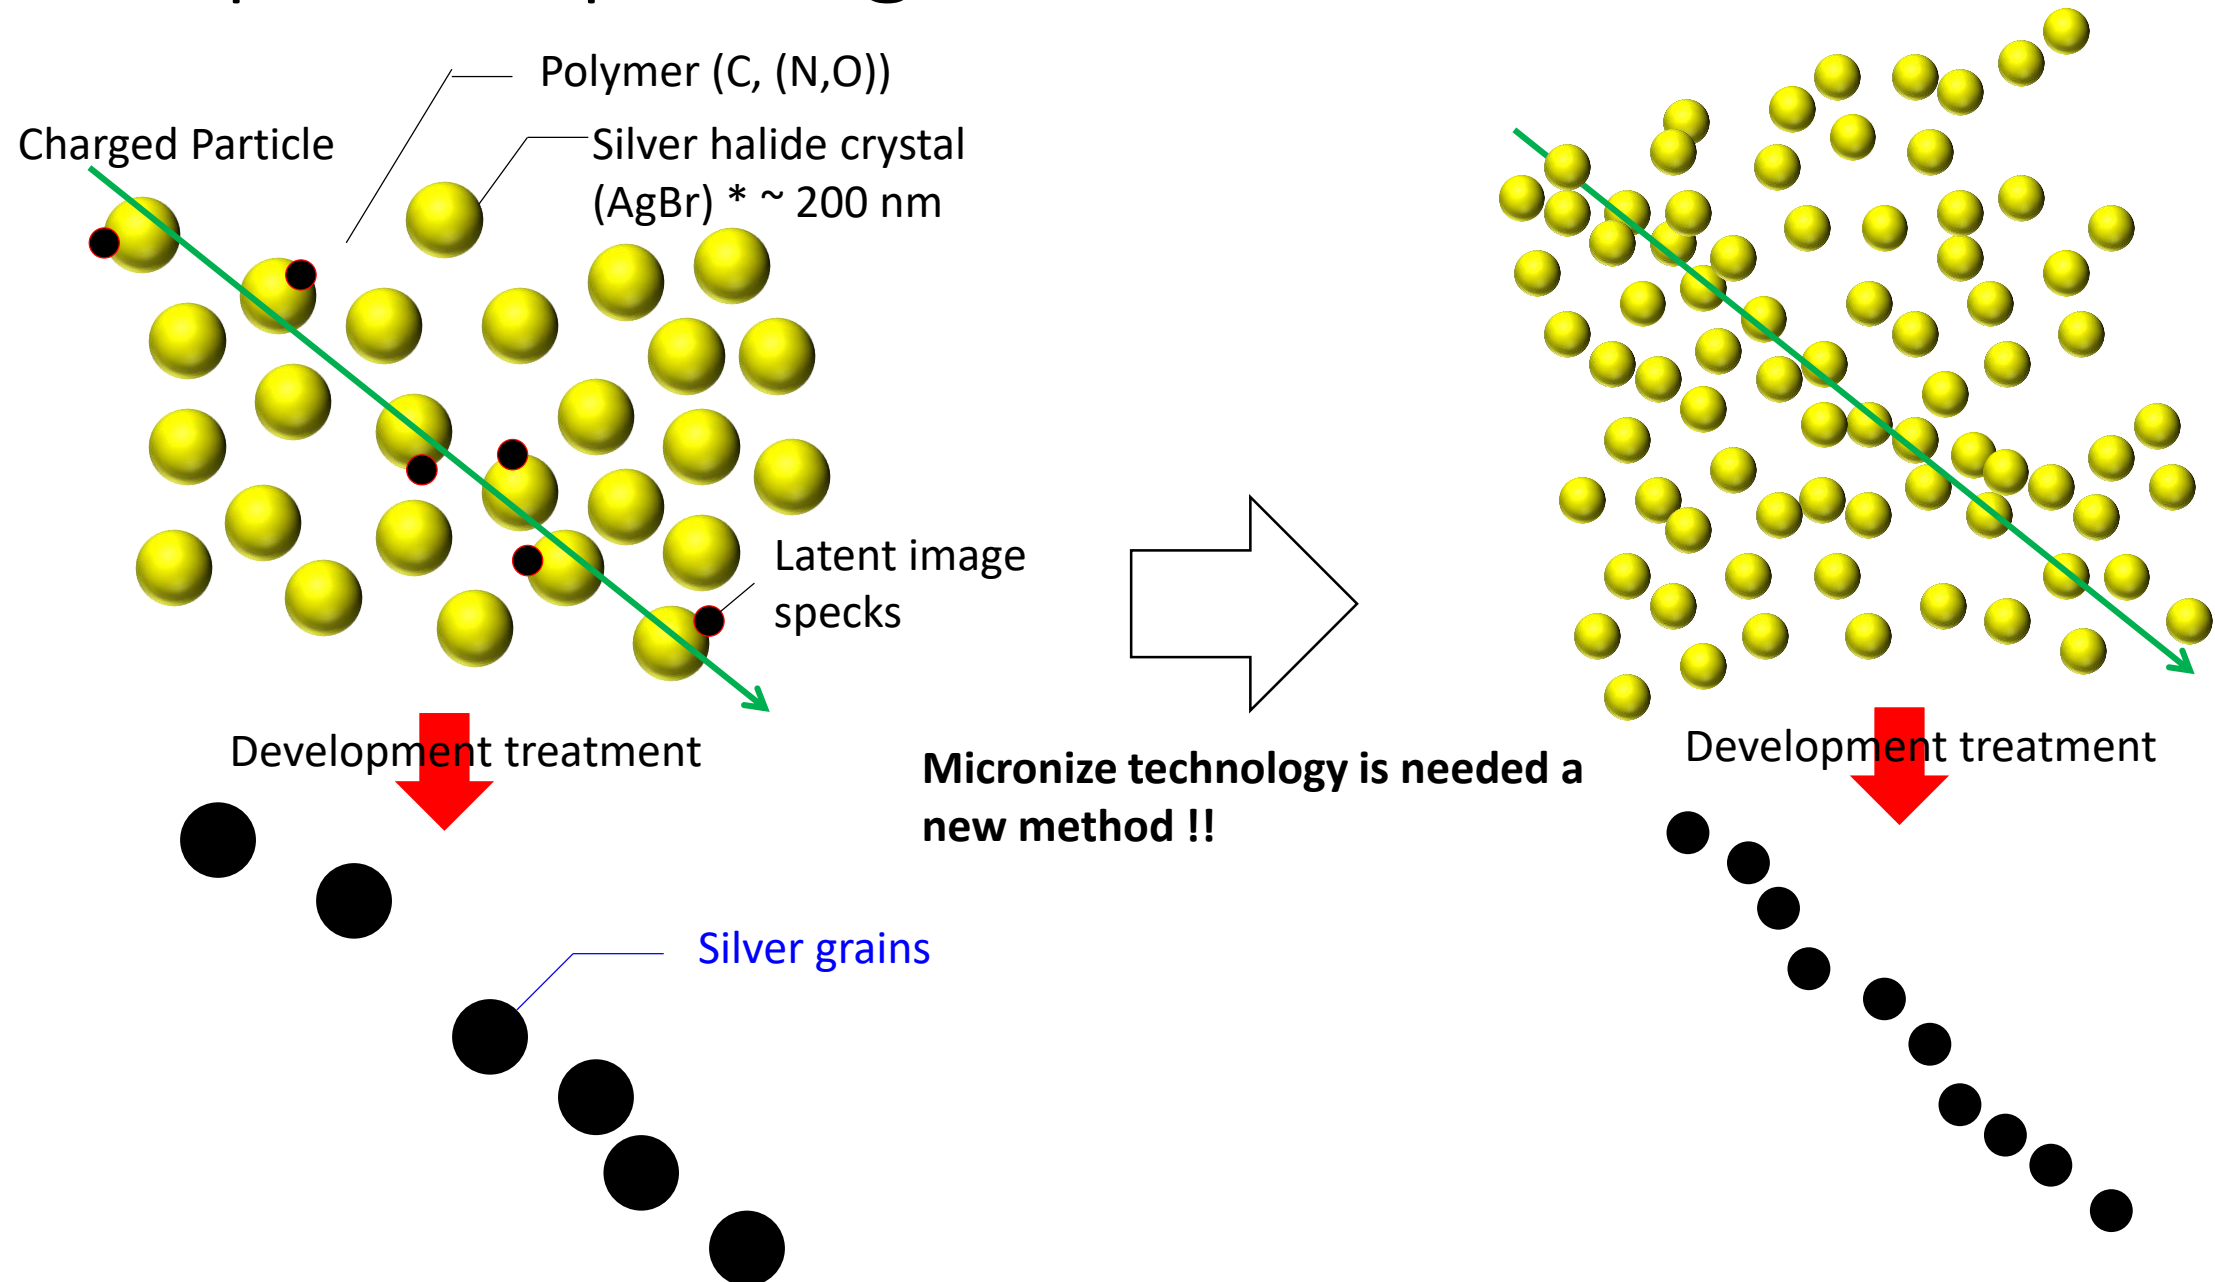 Polymer (C, (N,O))
Charged Particle
Silver halide crystal
(AgBr) * ~ 200 nm
Latent image
specks
Development treatment
Micronize technology is needed a
new method !!
Development treatment
Silver grains